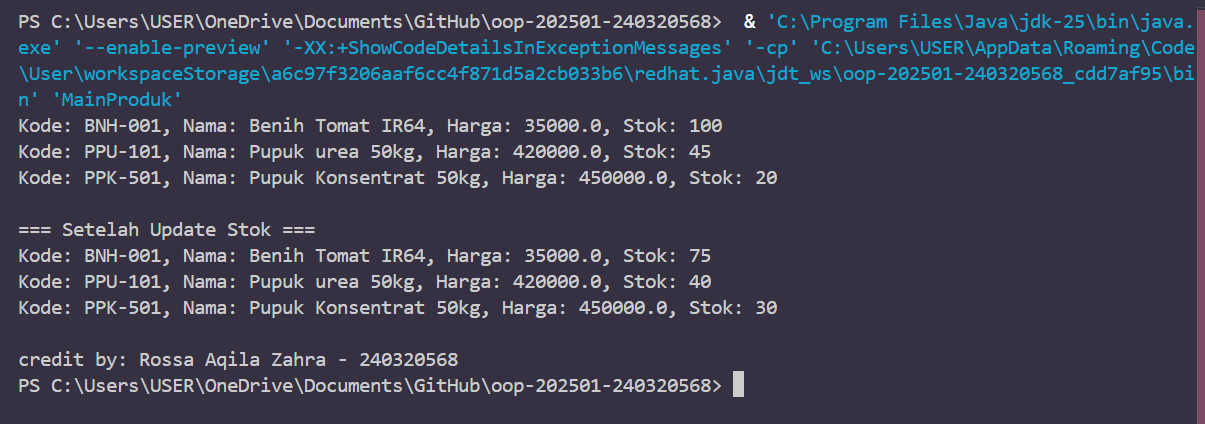 PS C:\Users\USER\OneDrive\Documents\GitHub\oop-202501-240320568>  & 'C:\Program Files\Java\jdk-25\bin\java.
exe' '--enable-preview' '-XX:+ShowCodeDetailsInExceptionMessages' '-cp' 'C:\Users\USER\AppData\Roaming\Code
\User\workspaceStorage\a6c97f3206aaf6cc4f871d5a2cb033b6\redhat.java\jdt_ws\oop-202501-240320568_cdd7af95\bi
n' 'MainProduk'
Kode: BNH-001, Nama: Benih Tomat IR64, Harga: 35000.0, Stok: 100
Kode: PPU-101, Nama: Pupuk urea 50kg, Harga: 420000.0, Stok: 45
Kode: PPK-501, Nama: Pupuk Konsentrat 50kg, Harga: 450000.0, Stok: 20

=== Setelah Update Stok ===
Kode: BNH-001, Nama: Benih Tomat IR64, Harga: 35000.0, Stok: 75
Kode: PPU-101, Nama: Pupuk urea 50kg, Harga: 420000.0, Stok: 40
Kode: PPK-501, Nama: Pupuk Konsentrat 50kg, Harga: 450000.0, Stok: 30

credit by: Rossa Aqila Zahra - 240320568
PS C:\Users\USER\OneDrive\Documents\GitHub\oop-202501-240320568>